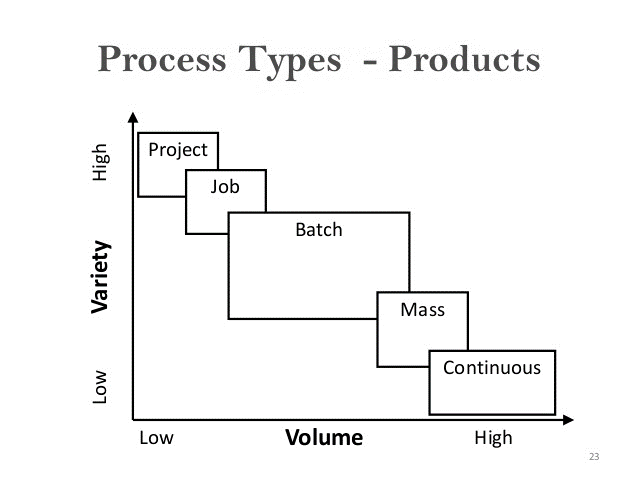 Process Types - Products
High
Project
Job
Batch
Variety
Mass
Continuous
Low
Low
Volume
High
23